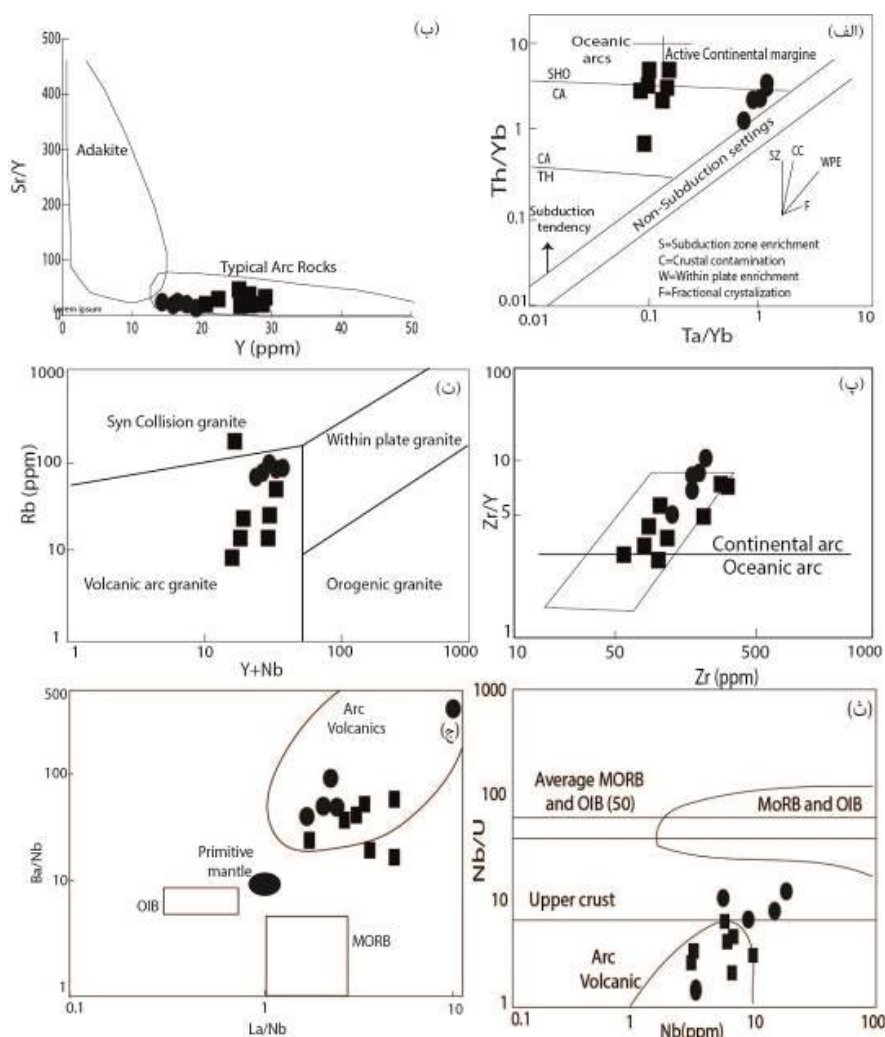 (الف)
10
1
0.1
0.01
Th/Yb
Oceanic
arcs
Active Continental margine
SHO
CA
CA
TH
Subduction
tendency
Non-Subduction settings
SZ
CC
WPE
F
S=Subduction zone enrichment
C=Crustal contamination
W=Within plate enrichment
F=Fractional crystalization
0.01
0.1
1
10
Ta/Yb
(ب)
500
400
300
200
100
0
Sr/Y
Adakite
Typical Arc Rocks
Lorem ipsum
0
10
20
30
40
50
Y (ppm)
(پ)
100
10
5
1
Zr/Y
Continental arc
Oceanic arc
10
50
500
1000
Zr (ppm)
(ت)
1000
100
10
1
Rb (ppm)
Syn Collision granite
Within plate granite
Volcanic arc granite
Orogenic granite
1
10
100
1000
Y+Nb
(ث)
1000
100
10
1
Nb/U
Average MORB
and OIB (50)
MoRB and OIB
Upper crust
Arc
Volcanic
0.1
1
10
100
Nb(ppm)
(ج)
500
100
10
1
Ba/Nb
Arc
Volcanics
Primitive
mantle
OIB
MORB
0.1
1
10
La/Nb